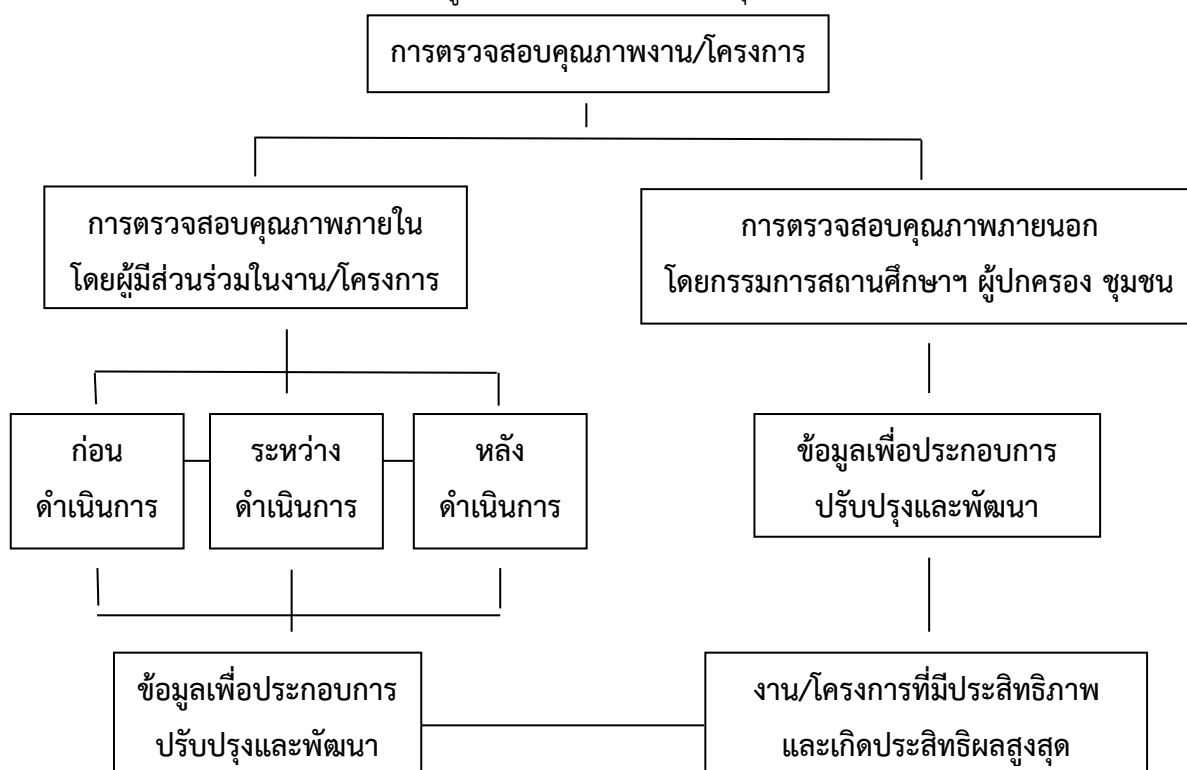 การตรวจสอบคุณภาพงาน/โครงการ
การตรวจสอบคุณภาพภายใน
โดยผู้มีส่วนร่วมในงาน/โครงการ
การตรวจสอบคุณภาพภายนอก
โดยกรรมการสถานศึกษาฯ ผู้ปกครอง ชุมชน
ก่อน
ดำเนินการ
ระหว่าง
ดำเนินการ
หลัง
ดำเนินการ
ข้อมูลเพื่อประกอบการ
ปรับปรุงและพัฒนา
ข้อมูลเพื่อประกอบการ
ปรับปรุงและพัฒนา
งาน/โครงการที่มีประสิทธิภาพ
และเกิดประสิทธิผลสูงสุด